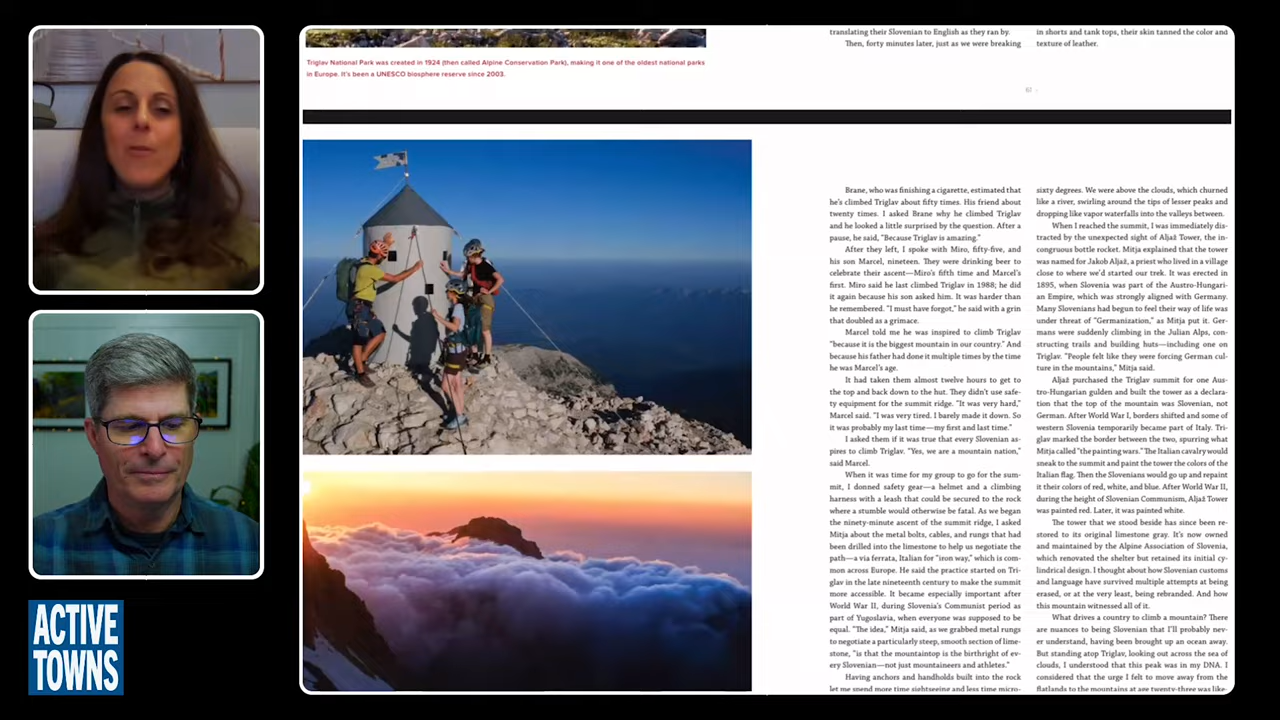 translating their Slovenian to English as they ran by.
Then, forty minutes later, just as we were breaking
in shorts and tank tops, their skin tanned the color and
texture of leather.
Triglav National Park was created in 1924 (then called Alpine Conservation Park), making it one of the oldest national parks
in Europe. It's been a UNESCO biosphere reserve since 2003.
61
Brane, who was finishing a cigarette, estimated that
he's climbed Triglav about fifty times. His friend about
twenty times. I asked Brane why he climbed Triglav
and he looked a little surprised by the question. After a
pause, he said, "Because Triglav is amazing."
After they left, I spoke with Miro, fifty-five, and
his son Marcel, nineteen. They were drinking beer to
celebrate their ascent—Miro's fifth time and Marcel's
first. Miro said he last climbed Triglav in 1988; he did
it again because his son asked him. It was harder than
he remembered. "I must have forgot," he said with a grin
that doubled as a grimace.
Marcel told me he was inspired to climb Triglav
"because it is the biggest mountain in our country." And
because his father had done it multiple times by the time
he was Marcel's age.
It had taken them almost twelve hours to get to
the top and back down to the hut. They didn't use safe-
ty equipment for the summit ridge. "It was very hard,"
Marcel said. "I was very tired. I barely made it down. So
it was probably my last time—my first and last time."
I asked them if it was true that every Slovenian as-
pires to climb Triglav. "Yes, we are a mountain nation,"
said Marcel.
When it was time for my group to go for the sum-
mit, I donned safety gear—a helmet and a climbing
harness with a leash that could be secured to the rock
where a stumble would otherwise be fatal. As we began
the ninety-minute ascent of the summit ridge, I asked
Mitja about the metal bolts, cables, and rungs that had
been drilled into the limestone to help us negotiate the
path—a via ferrata, Italian for "iron way," which is com-
mon across Europe. He said the practice started on Tri-
glav in the late nineteenth century to make the summit
more accessible. It became especially important after
World War II, during Slovenia's Communist period as
part of Yugoslavia, when everyone was supposed to be
equal. "The idea," Mitja said, as we grabbed metal rungs
to negotiate a particularly steep, smooth section of lime-
stone, "is that the mountaintop is the birthright of ev-
ery Slovenian—not just mountaineers and athletes."
Having anchors and handholds built into the rock
let me spend more time sightseeing and less time micro-
sixty degrees. We were above the clouds, which churned
like a river, swirling around the tips of lesser peaks and
dropping like vapor waterfalls into the valleys between.
When I reached the summit, I was immediately dis-
tracted by the unexpected sight of Aljaž Tower, the in-
congruous bottle rocket. Mitja explained that the tower
was named for Jakob Aljaž, a priest who lived in a village
close to where we'd started our trek. It was erected in
1895, when Slovenia was part of the Austro-Hungari-
an Empire, which was strongly aligned with Germany.
Many Slovenians had begun to feel their way of life was
under threat of "Germanization," as Mitja put it. Ger-
mans were suddenly climbing in the Julian Alps, con-
structing trails and building huts—including one on
Triglav. "People felt like they were forcing German cul-
ture in the mountains," Mitja said.
Aljaž purchased the Triglav summit for one Aus-
tro-Hungarian gulden and built the tower as a declara-
tion that the top of the mountain was Slovenian, not
German. After World War I, borders shifted and some of
western Slovenia temporarily became part of Italy. Tri-
glav marked the border between the two, spurring what
Mitja called "the painting wars." The Italian cavalry would
sneak to the summit and paint the tower the colors of the
Italian flag. Then the Slovenians would go up and repaint
it their colors of red, white, and blue. After World War II,
during the height of Slovenian Communism, Aljaž Tower
was painted red. Later, it was painted white.
The tower that we stood beside has since been re-
stored to its original limestone gray. It's now owned
and maintained by the Alpine Association of Slovenia,
which renovated the shelter but retained its initial cy-
lindrical design. I thought about how Slovenian customs
and language have survived multiple attempts at being
erased, or at the very least, being rebranded. And how
this mountain witnessed all of it.
What drives a country to climb a mountain? There
are nuances to being Slovenian that I'll probably nev-
er understand, having been brought up an ocean away.
But standing atop Triglav, looking out across the sea of
clouds, I understood that this peak was in my DNA. I
considered that the urge I felt to move away from the
flatlands to the mountains at age twenty-three was like-
ACTIVE
TOWNS